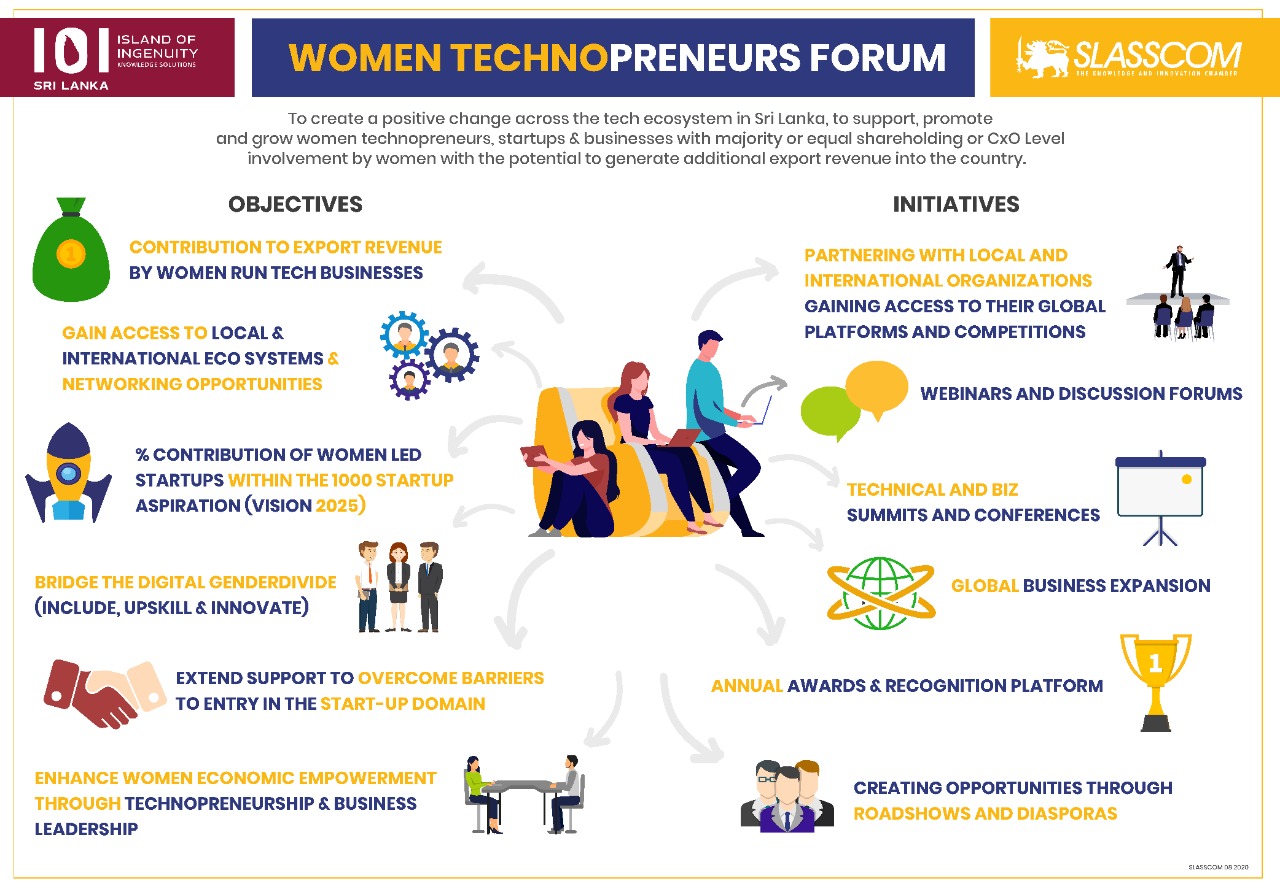 101
ISLAND OF
INGENUITY
KNOWLEDGE SOLUTIONS
SRI LANKA
WOMEN TECHNOPRENEURS FORUM
SLASSCOM
THE KNOWLEDGE AND INNOVATION CHAMBER
To create a positive change across the tech ecosystem in Sri Lanka, to support, promote
and grow women technopreneurs, startups & businesses with majority or equal shareholding or CxO Level
involvement by women with the potential to generate additional export revenue into the country.
OBJECTIVES
1
CONTRIBUTION TO EXPORT REVENUE
BY WOMEN RUN TECH BUSINESSES
GAIN ACCESS TO LOCAL &
INTERNATIONAL ECO SYSTEMS &
NETWORKING OPPORTUNITIES
% CONTRIBUTION OF WOMEN LED
STARTUPS WITHIN THE 1000 STARTUP
ASPIRATION (VISION 2025)
BRIDGE THE DIGITAL GENDERDIVIDE
(INCLUDE, UPSKILL & INNOVATE)
EXTEND SUPPORT TO OVERCOME BARRIERS
TO ENTRY IN THE START-UP DOMAIN
ENHANCE WOMEN ECONOMIC EMPOWERMENT
THROUGH TECHNOPRENEURSHIP & BUSINESS
LEADERSHIP
INITIATIVES
PARTNERING WITH LOCAL AND
INTERNATIONAL ORGANIZATIONS
GAINING ACCESS TO THEIR GLOBAL
PLATFORMS AND COMPETITIONS
WEBINARS AND DISCUSSION FORUMS
TECHNICAL AND BIZ
SUMMITS AND CONFERENCES
GLOBAL BUSINESS EXPANSION
ANNUAL AWARDS & RECOGNITION PLATFORM
1
CREATING OPPORTUNITIES THROUGH
ROADSHOWS AND DIASPORAS
SLASSCOM 08.2020